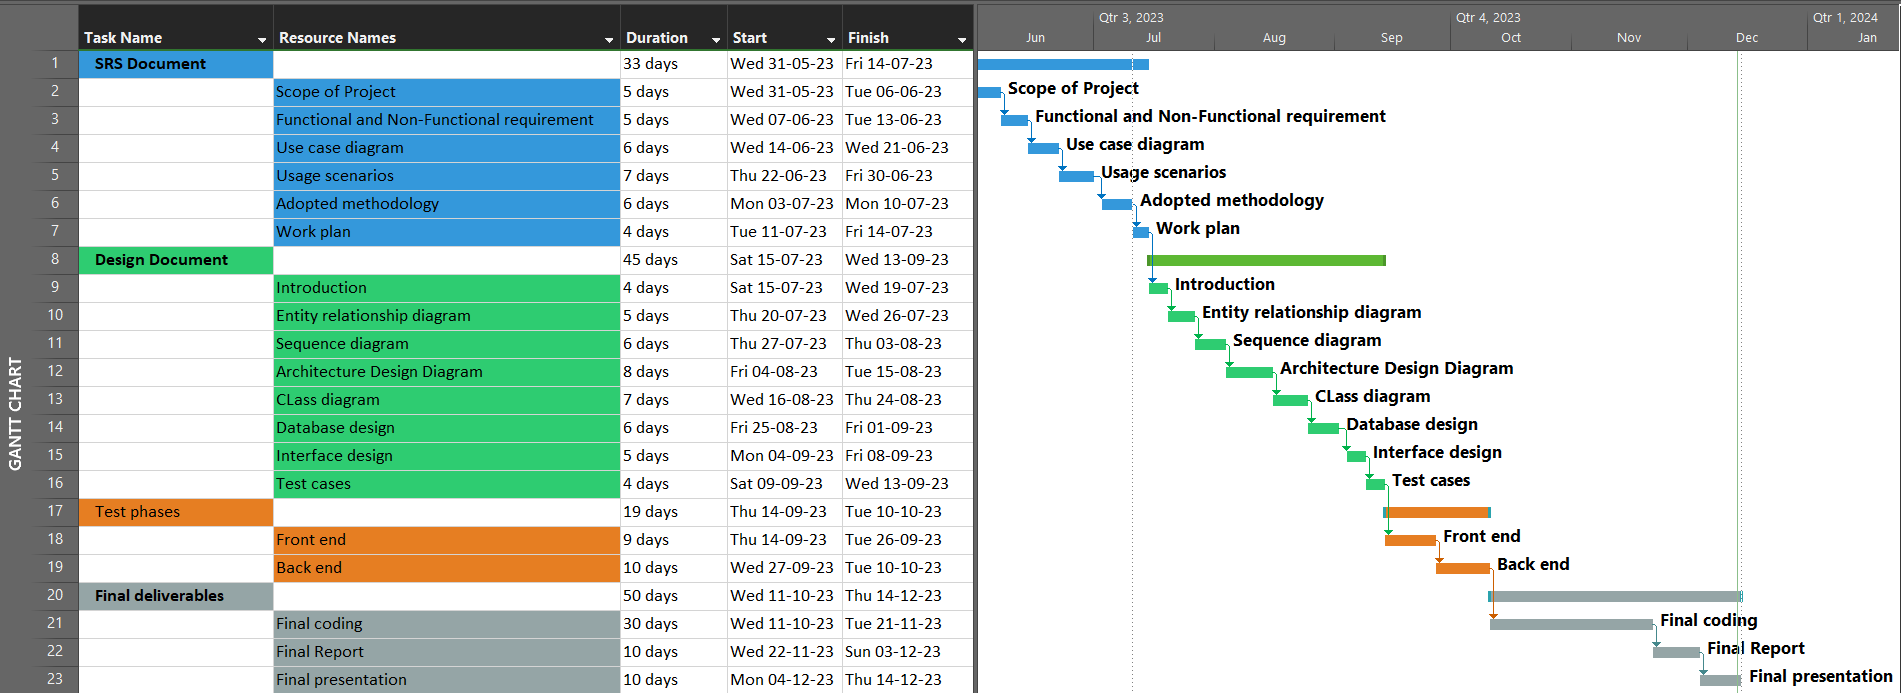 Qtr 3, 2023 Qtr 4, 2023 Qtr 1, 2024
Task Name Resource Names Duration Start Finish Jun Jul Aug Sep Oct Nov Dec Jan
1 SRS Document 33 days Wed 31-05-23 Fri 14-07-23
2 Scope of Project 5 days Wed 31-05-23 Tue 06-06-23 Scope of Project
3 Functional and Non-Functional requirement 5 days Wed 07-06-23 Tue 13-06-23 Functional and Non-Functional requirement
4 Use case diagram 6 days Wed 14-06-23 Wed 21-06-23 Use case diagram
5 Usage scenarios 7 days Thu 22-06-23 Fri 30-06-23 Usage scenarios
6 Adopted methodology 6 days Mon 03-07-23 Mon 10-07-23 Adopted methodology
7 Work plan 4 days Tue 11-07-23 Fri 14-07-23 Work plan
8 Design Document 45 days Sat 15-07-23 Wed 13-09-23
9 Introduction 4 days Sat 15-07-23 Wed 19-07-23 Introduction
10 Entity relationship diagram 5 days Thu 20-07-23 Wed 26-07-23 Entity relationship diagram
11 Sequence diagram 6 days Thu 27-07-23 Thu 03-08-23 Sequence diagram
12 Architecture Design Diagram 8 days Fri 04-08-23 Tue 15-08-23 Architecture Design Diagram
13 CLass diagram 7 days Wed 16-08-23 Thu 24-08-23 CLass diagram
14 Database design 6 days Fri 25-08-23 Fri 01-09-23 Database design
15 Interface design 5 days Mon 04-09-23 Fri 08-09-23 Interface design
16 Test cases 4 days Sat 09-09-23 Wed 13-09-23 Test cases
17 Test phases 19 days Thu 14-09-23 Tue 10-10-23
18 Front end 9 days Thu 14-09-23 Tue 26-09-23 Front end
19 Back end 10 days Wed 27-09-23 Tue 10-10-23 Back end
20 Final deliverables 50 days Wed 11-10-23 Thu 14-12-23
21 Final coding 30 days Wed 11-10-23 Tue 21-11-23 Final coding
22 Final Report 10 days Wed 22-11-23 Sun 03-12-23 Final Report
23 Final presentation 10 days Mon 04-12-23 Thu 14-12-23 Final presentation
GANTT CHART